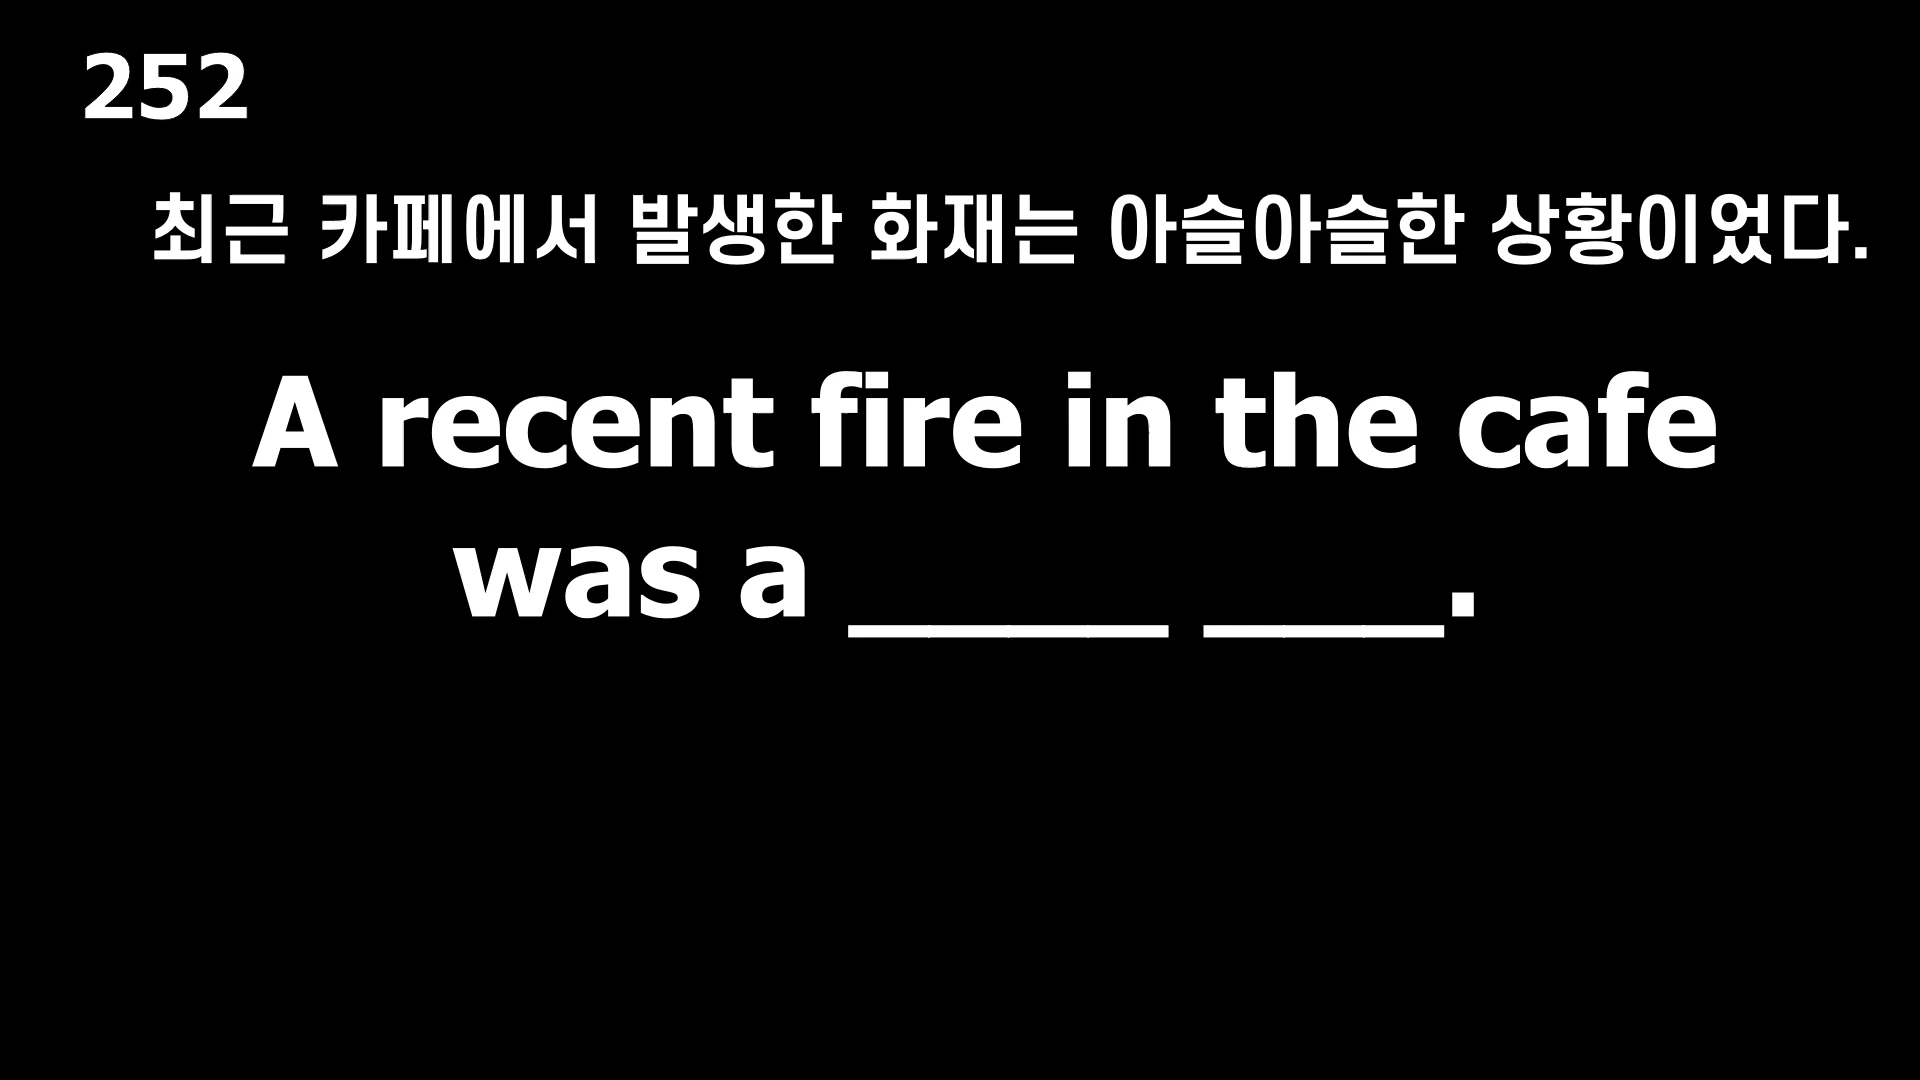 252
최근 카페에서 발생한 화재는 아슬아슬한 상황이었다.
A recent fire in the cafe
was a ____ ___.